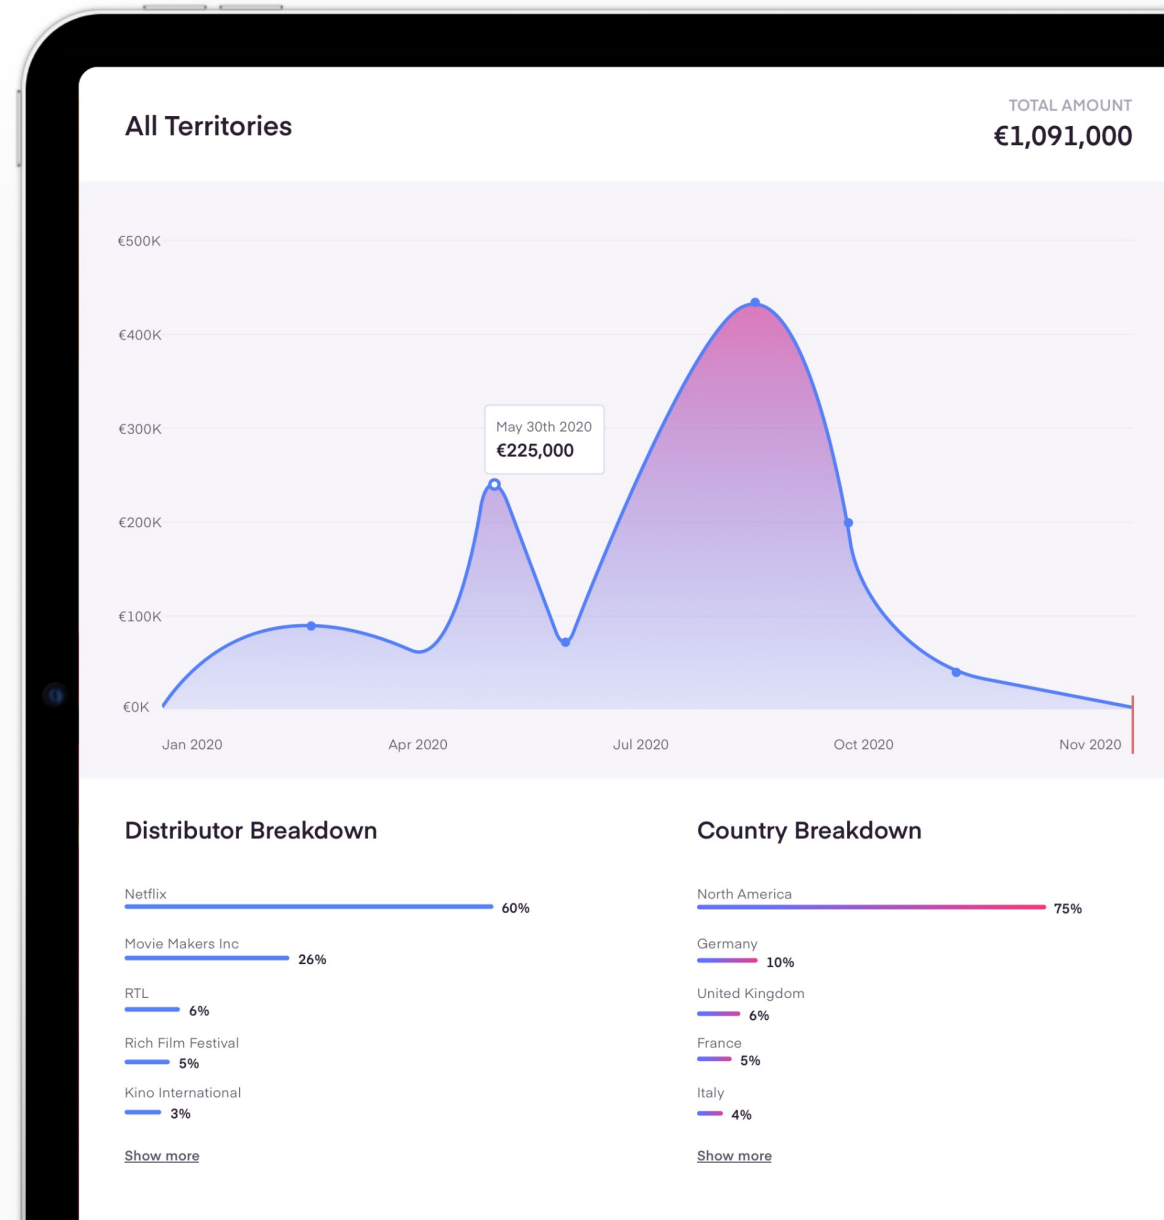 All Territories
TOTAL AMOUNT
€1,091,000
€500K
€400K
€300K
€200K
€100K
€0K
May 30th 2020
€225,000
Jan 2020
Apr 2020
Jul 2020
Oct 2020
Nov 2020
Distributor Breakdown
Netflix
60%
Movie Makers Inc
26%
RTL
6%
Rich Film Festival
5%
Kino International
3%
Show more
Country Breakdown
North America
75%
Germany
10%
United Kingdom
6%
France
5%
Italy
4%
Show more